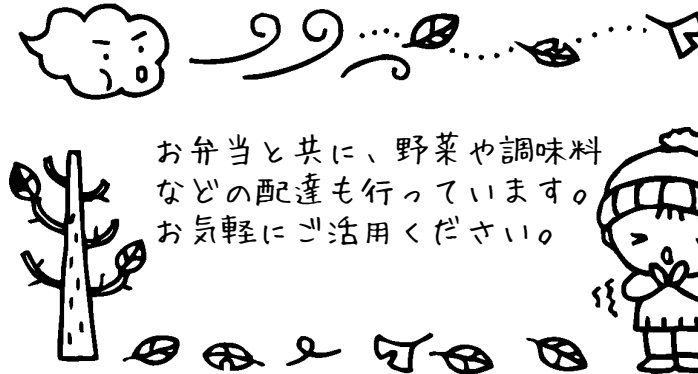 お弁当と共に、野菜や調味料
などの配達も行っています。
お気軽にご活用ください。